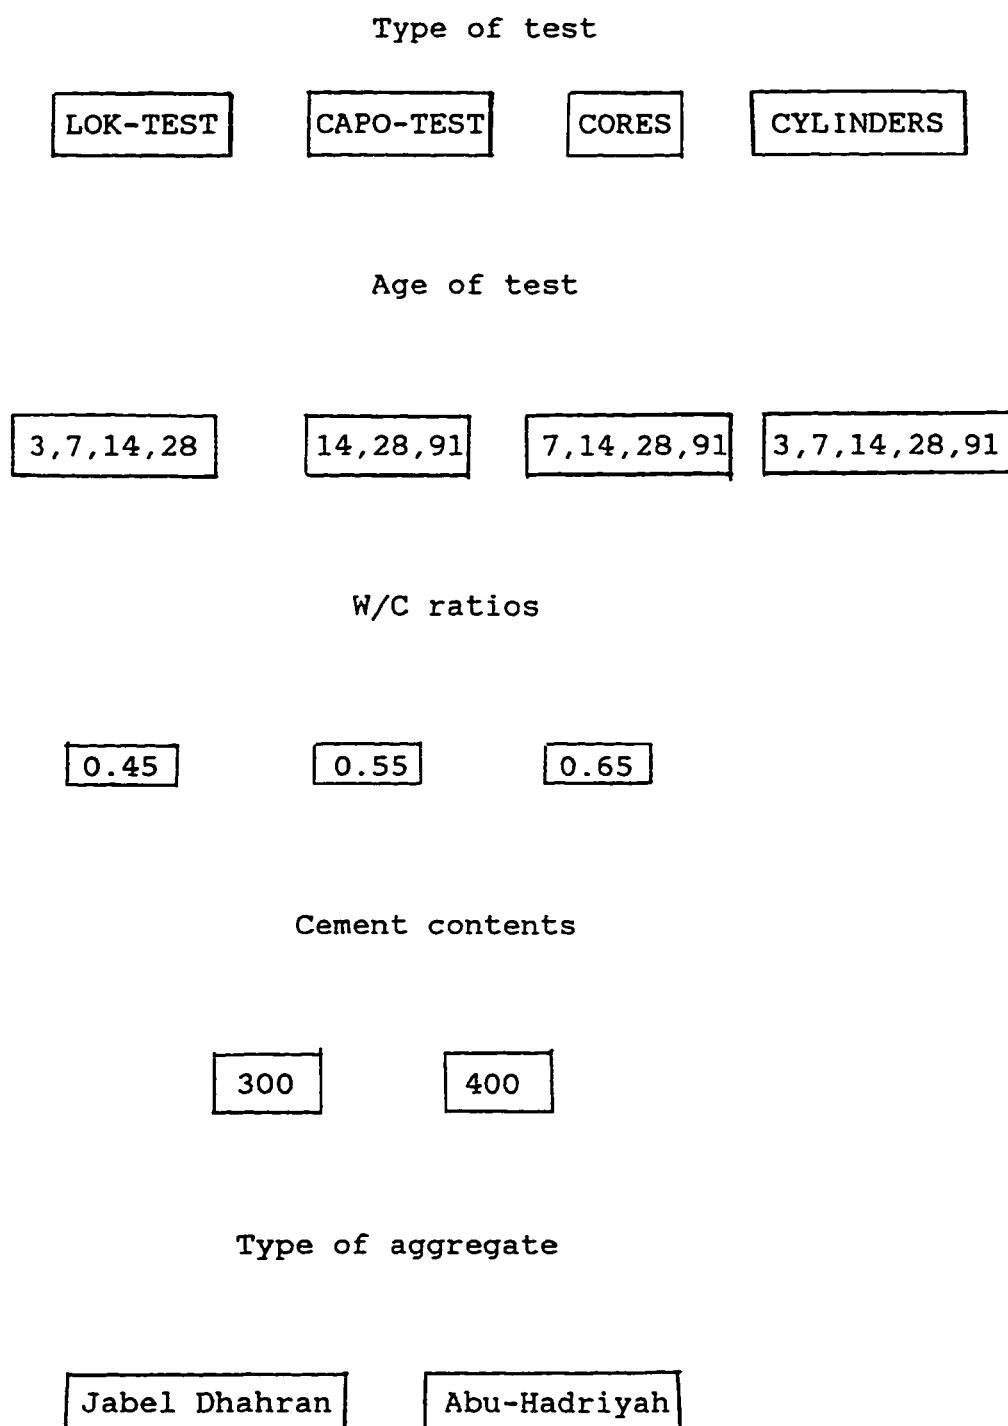 Type of test
LOK-TEST CAPO-TEST CORES CYLINDERS
Age of test
3,7,14,28 14,28,91 7,14,28,91 3,7,14,28,91
W/C ratios
0.45 0.55 0.65
Cement contents
300 400
Type of aggregate
Jabel Dhahran Abu-Hadriyah